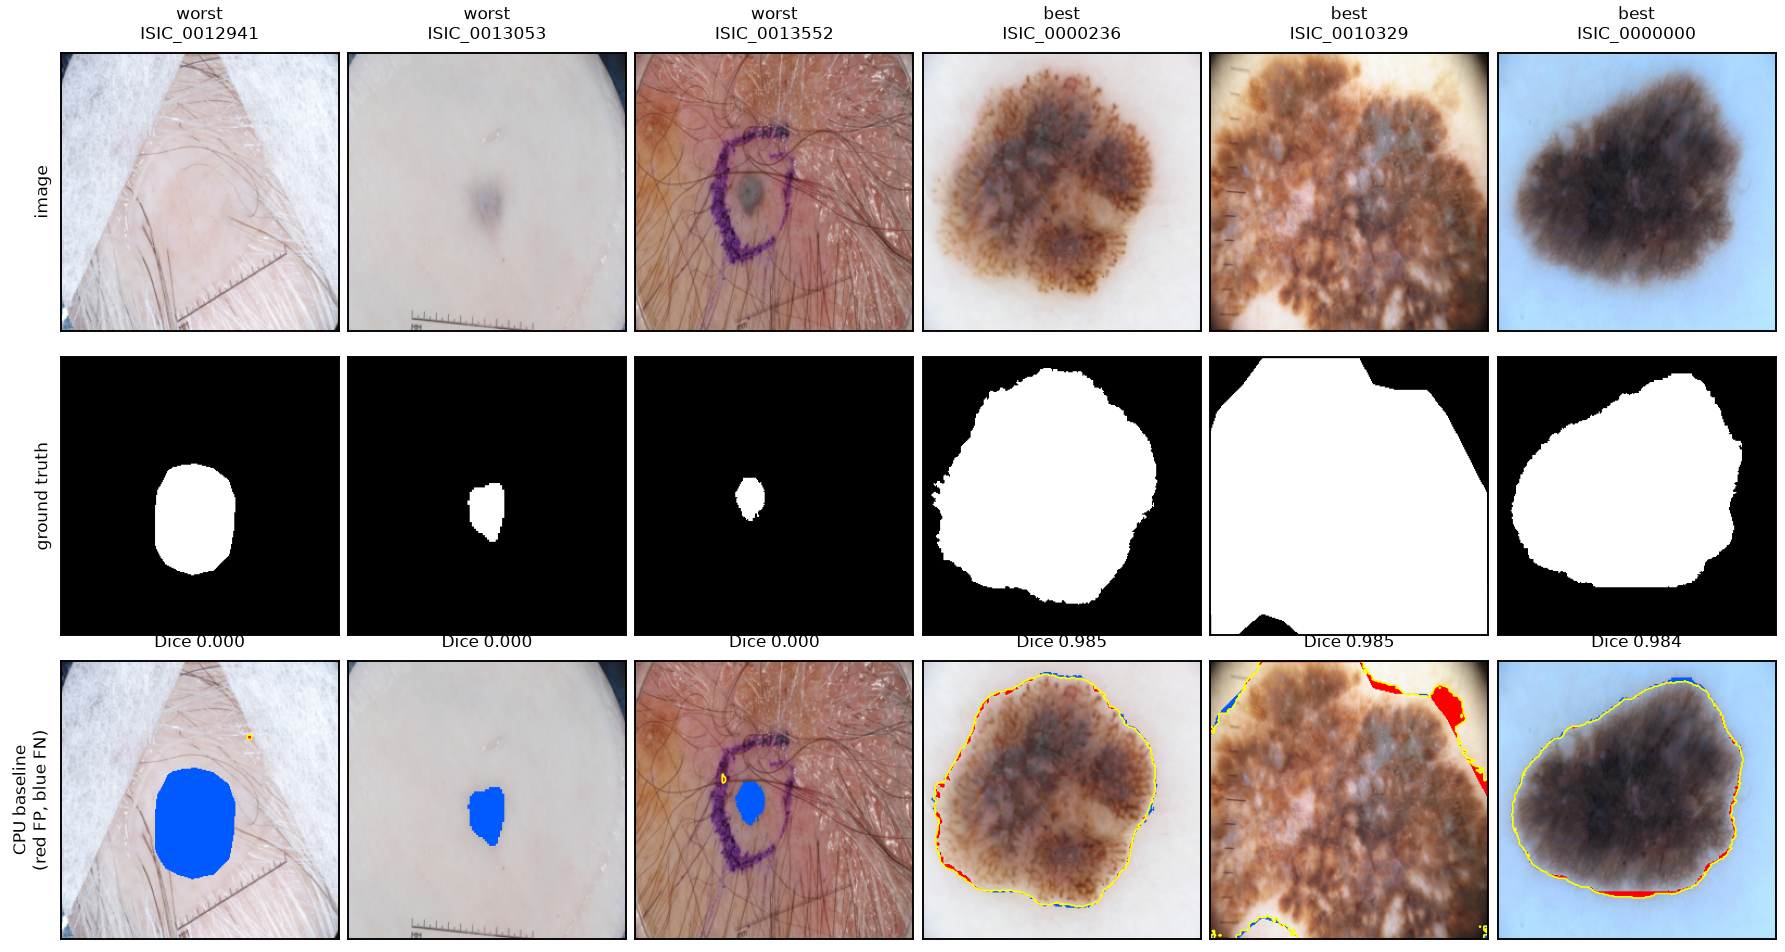 worst
ISIC_0012941
worst
ISIC_0013053
worst
ISIC_0013552
best
ISIC_0000236
best
ISIC_0010329
best
ISIC_0000000
image
ground truth
Dice 0.000
Dice 0.000
Dice 0.000
Dice 0.985
Dice 0.985
Dice 0.984
CPU baseline
(red FP, blue FN)